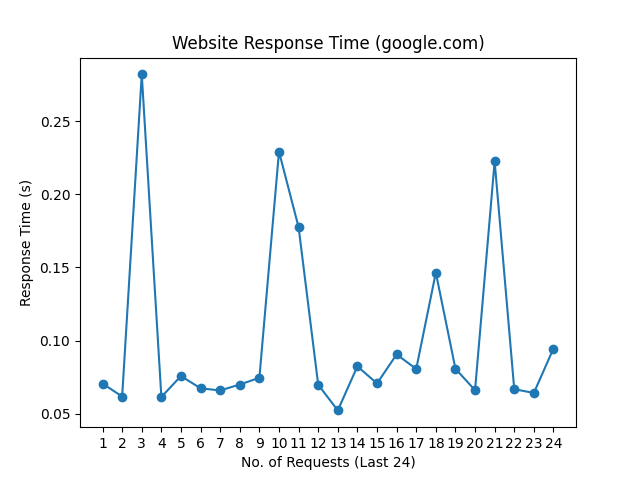 Website Response Time (google.com)
Response Time (s)
0.25
0.20
0.15
0.10
0.05
1 2 3 4 5 6 7 8 9 10 11 12 13 14 15 16 17 18 19 20 21 22 23 24
No. of Requests (Last 24)